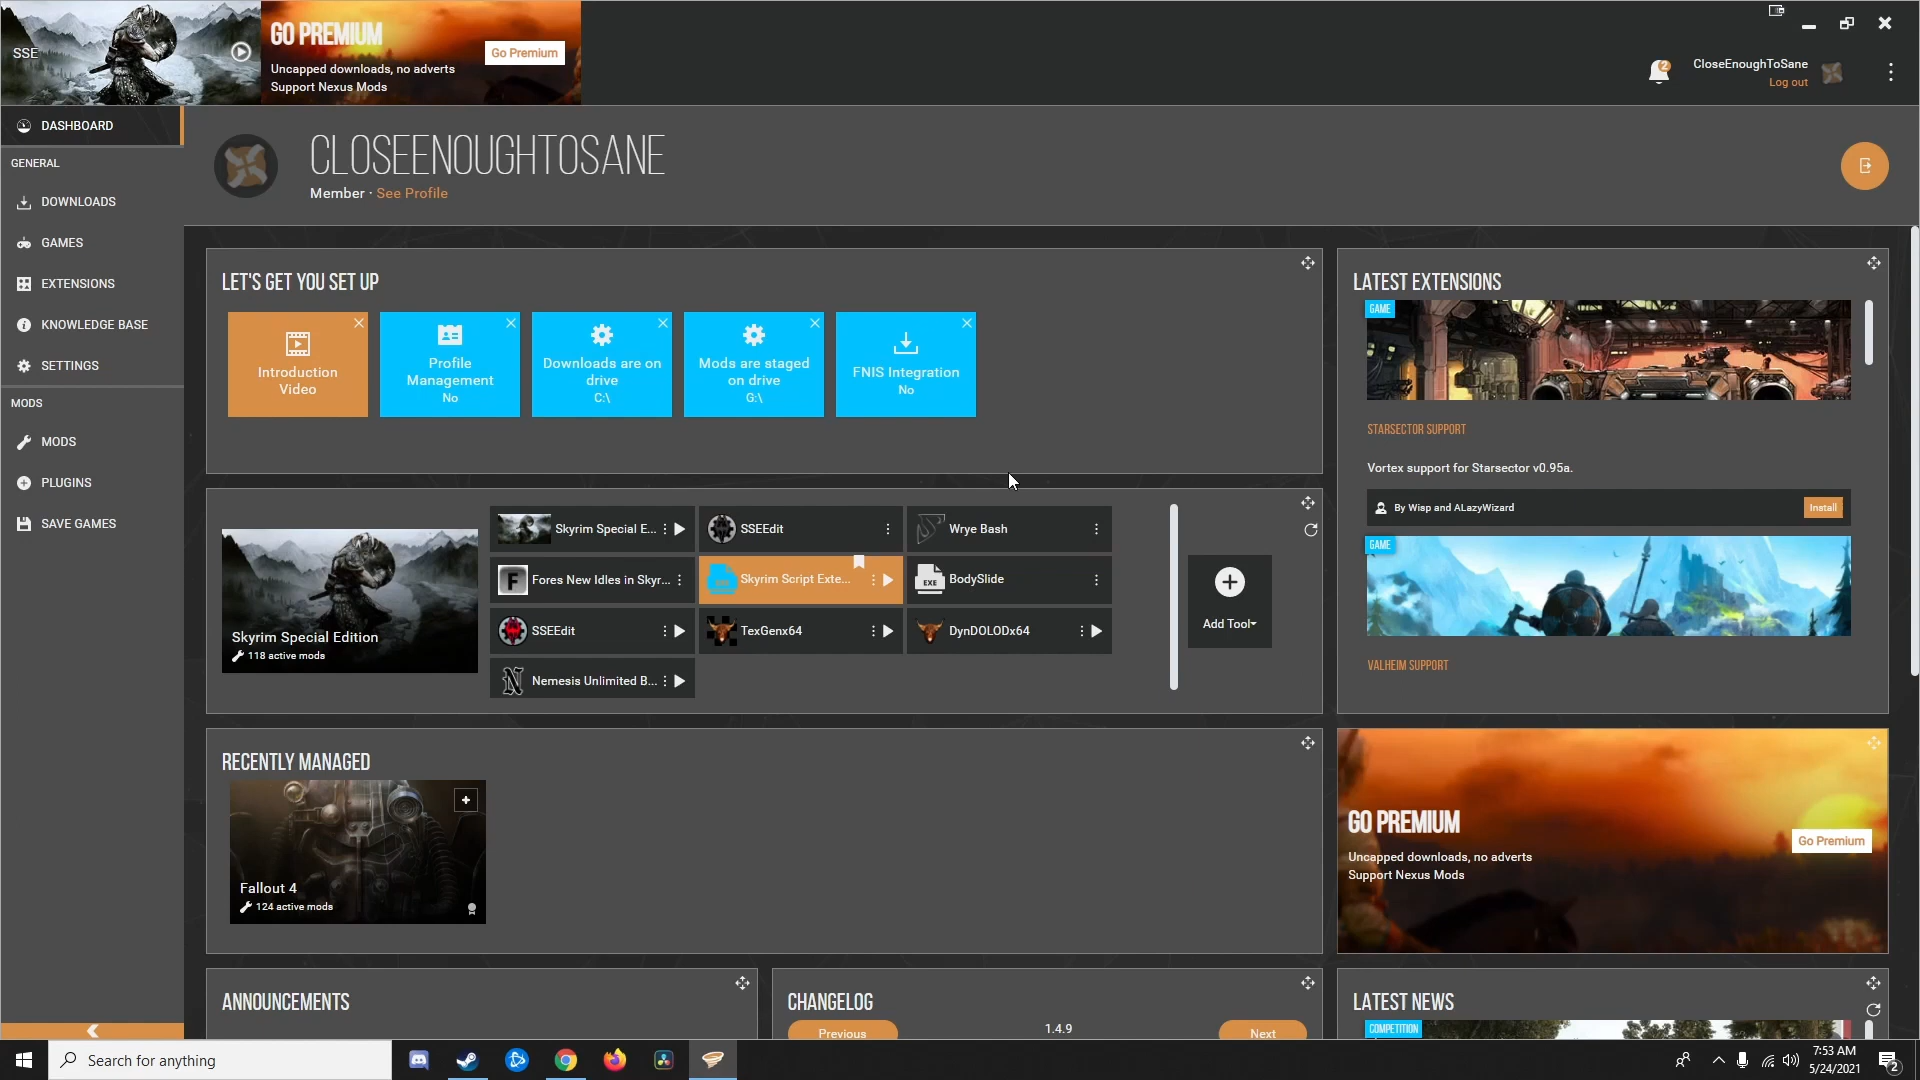 SSE
GO PREMIUM
Uncapped downloads, no adverts
Support Nexus Mods
Go Premium
2
CloseEnoughToSane
Log out
DASHBOARD
GENERAL
DOWNLOADS
GAMES
EXTENSIONS
KNOWLEDGE BASE
SETTINGS
MODS
MODS
PLUGINS
SAVE GAMES
CLOSEENOUGHTOSANE
Member · See Profile
LET'S GET YOU SET UP
Introduction
Video
Profile
Management
No
Downloads are on
drive
C:\
Mods are staged
on drive
G:\
FNIS Integration
No
Skyrim Special Edition
118 active mods
Skyrim Special E...
SSEEdit
Wrye Bash
F
Fores New Idles in Skyr...
Skyrim Script Exte...
EXE
BodySlide
SSEEdit
TexGenx64
DynDOLODx64
Nemesis Unlimited B...
Add Tool
RECENTLY MANAGED
Fallout 4
124 active mods
ANNOUNCEMENTS
CHANGELOG
Previous
1.4.9
Next
LATEST EXTENSIONS
GAME
STARSECTOR SUPPORT
Vortex support for Starsector v0.95a.
By Wisp and ALazyWizard
Install
GAME
VALHEIM SUPPORT
GO PREMIUM
Uncapped downloads, no adverts
Support Nexus Mods
Go Premium
LATEST NEWS
COMPETITION
Search for anything
7:53 AM
5/24/2021
2